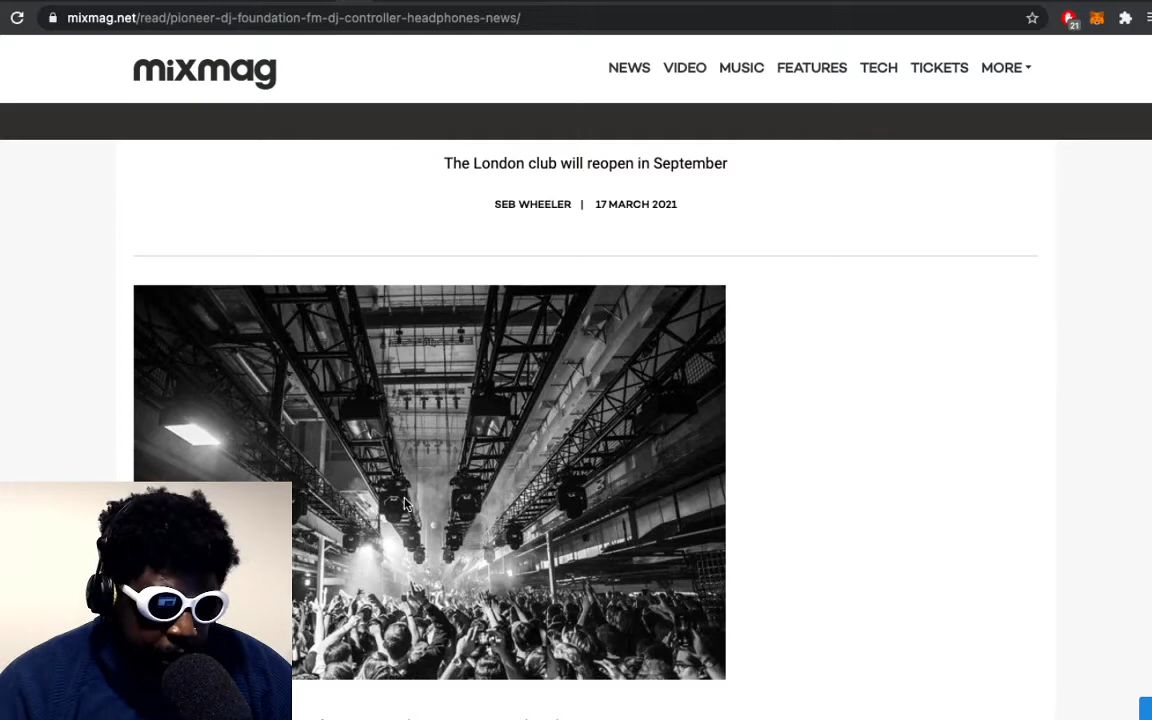 mixmag.net/read/pioneer-dj-foundation-fm-dj-controller-headphones-news/
21
mixmag
NEWS VIDEO MUSIC FEATURES TECH TICKETS MORE
The London club will reopen in September
SEB WHEELER | 17 MARCH 2021